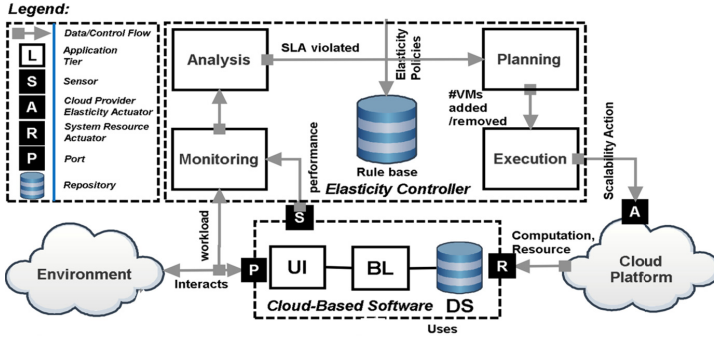 Legend:
Data/Control Flow
L
Application
Tier
S
Sensor
A
Cloud Provider
Elasticity Actuator
R
System Resource
Actuator
P
Port
Repository
Analysis
SLA violated
Elasticity
Policies
Planning
#VMs
added
/removed
Monitoring
performance
Rule base
Elasticity Controller
Execution
Scalability Action
workload
S
A
Environment
Interacts
P
UI
BL
DS
Cloud-Based Software
R
Computation,
Resource
Cloud
Platform
Uses